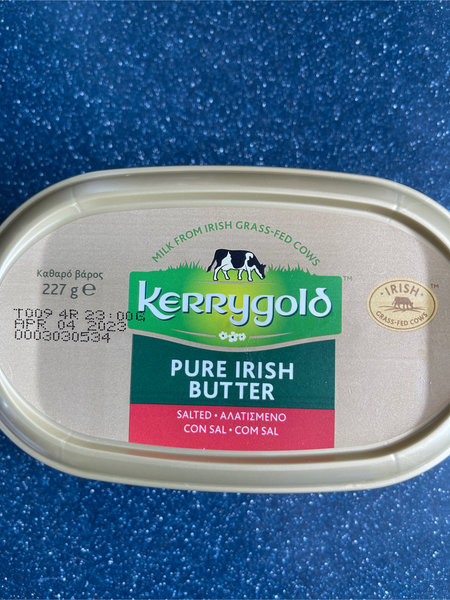 MILK FROM IRISH GRASS-FED COWS
Καθαρό βάρος
227 g ℮
T009 4R 23:00G
APR 04 2023
0003030534
Kerrygold
TM
IRISH
GRASS-FED COWS
TM
PURE IRISH
BUTTER
SALTED • ΑΛΑΤΙΣΜΕΝΟ
CON SAL • COM SAL